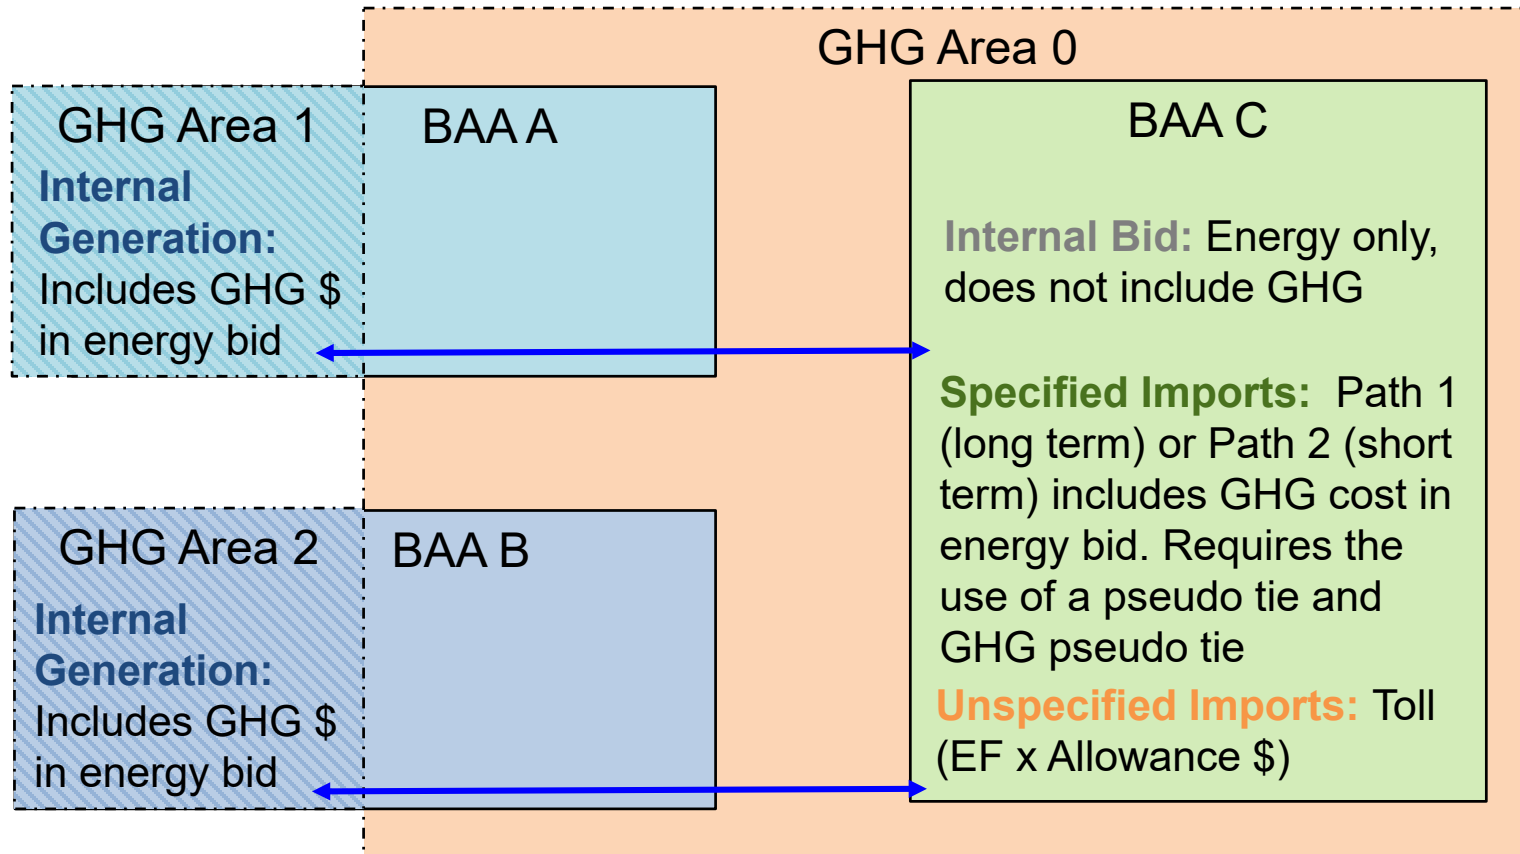 GHG Area 0
GHG Area 1
Internal
Generation:
Includes GHG $
in energy bid
BAA A
BAA C
Internal Bid: Energy only,
does not include GHG
Specified Imports: Path 1
(long term) or Path 2 (short
term) includes GHG cost in
energy bid. Requires the
use of a pseudo tie and
GHG pseudo tie
Unspecified Imports: Toll
(EF x Allowance $)
GHG Area 2
Internal
Generation:
Includes GHG $
in energy bid
BAA B